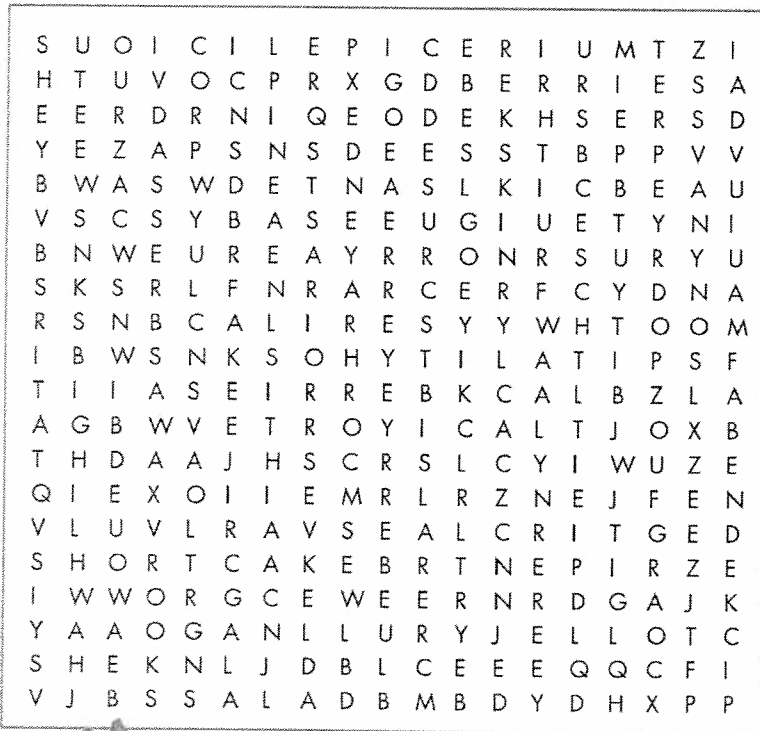 S U O I C I L E P I C E R I U M T Z I
H T U V O C P R X G D B E R R I E S A
E E R D R N I Q E O D E K H S E R S D
Y E Z A P S N S D E E S S T B P P V V
B W A S W D E T N A S L K I C B E A U
V S C S Y B A S E E U G I U E T Y N I
B N W E U R E A Y R R O N R S U R Y U
S K S R L F N R A R C E R F C Y D N A
R S N B C A L I R E S Y Y W H T O O M
I B W S N K S O H Y T I L A T I P S F
T I I A S E I R R E B K C A L B Z L A
A G B W V E T R O Y I C A L T J O X B
T H D A A J H S C R S L C Y I W U Z E
Q I E X O I I E M R L R Z N E J F E N
V L U V L R A V S E A L C R I T G E D
S H O R T C A K E B R T N E P I R Z E
I W W O R G C E W E E R N R D G A J K
Y A A O G A N L L U R Y J E L L O T C
S H E K N L J D B L C E E E Q Q C F I
V J B S S A L A D B M B D Y D H X P P